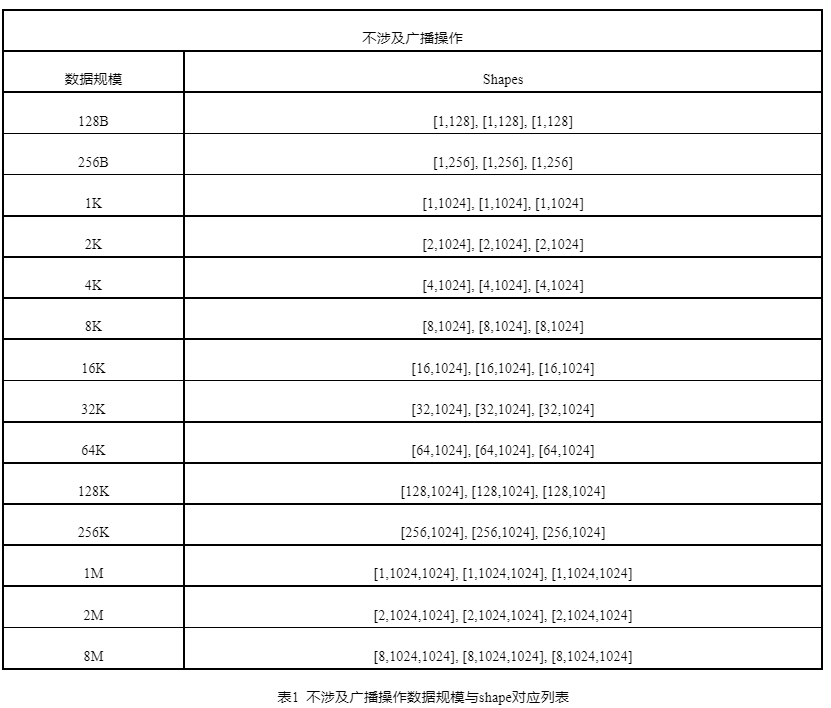 不涉及广播操作
数据规模 Shapes
128B [1,128], [1,128], [1,128]
256B [1,256], [1,256], [1,256]
1K [1,1024], [1,1024], [1,1024]
2K [2,1024], [2,1024], [2,1024]
4K [4,1024], [4,1024], [4,1024]
8K [8,1024], [8,1024], [8,1024]
16K [16,1024], [16,1024], [16,1024]
32K [32,1024], [32,1024], [32,1024]
64K [64,1024], [64,1024], [64,1024]
128K [128,1024], [128,1024], [128,1024]
256K [256,1024], [256,1024], [256,1024]
1M [1,1024,1024], [1,1024,1024], [1,1024,1024]
2M [2,1024,1024], [2,1024,1024], [2,1024,1024]
8M [8,1024,1024], [8,1024,1024], [8,1024,1024]
表1 不涉及广播操作数据规模与shape对应列表